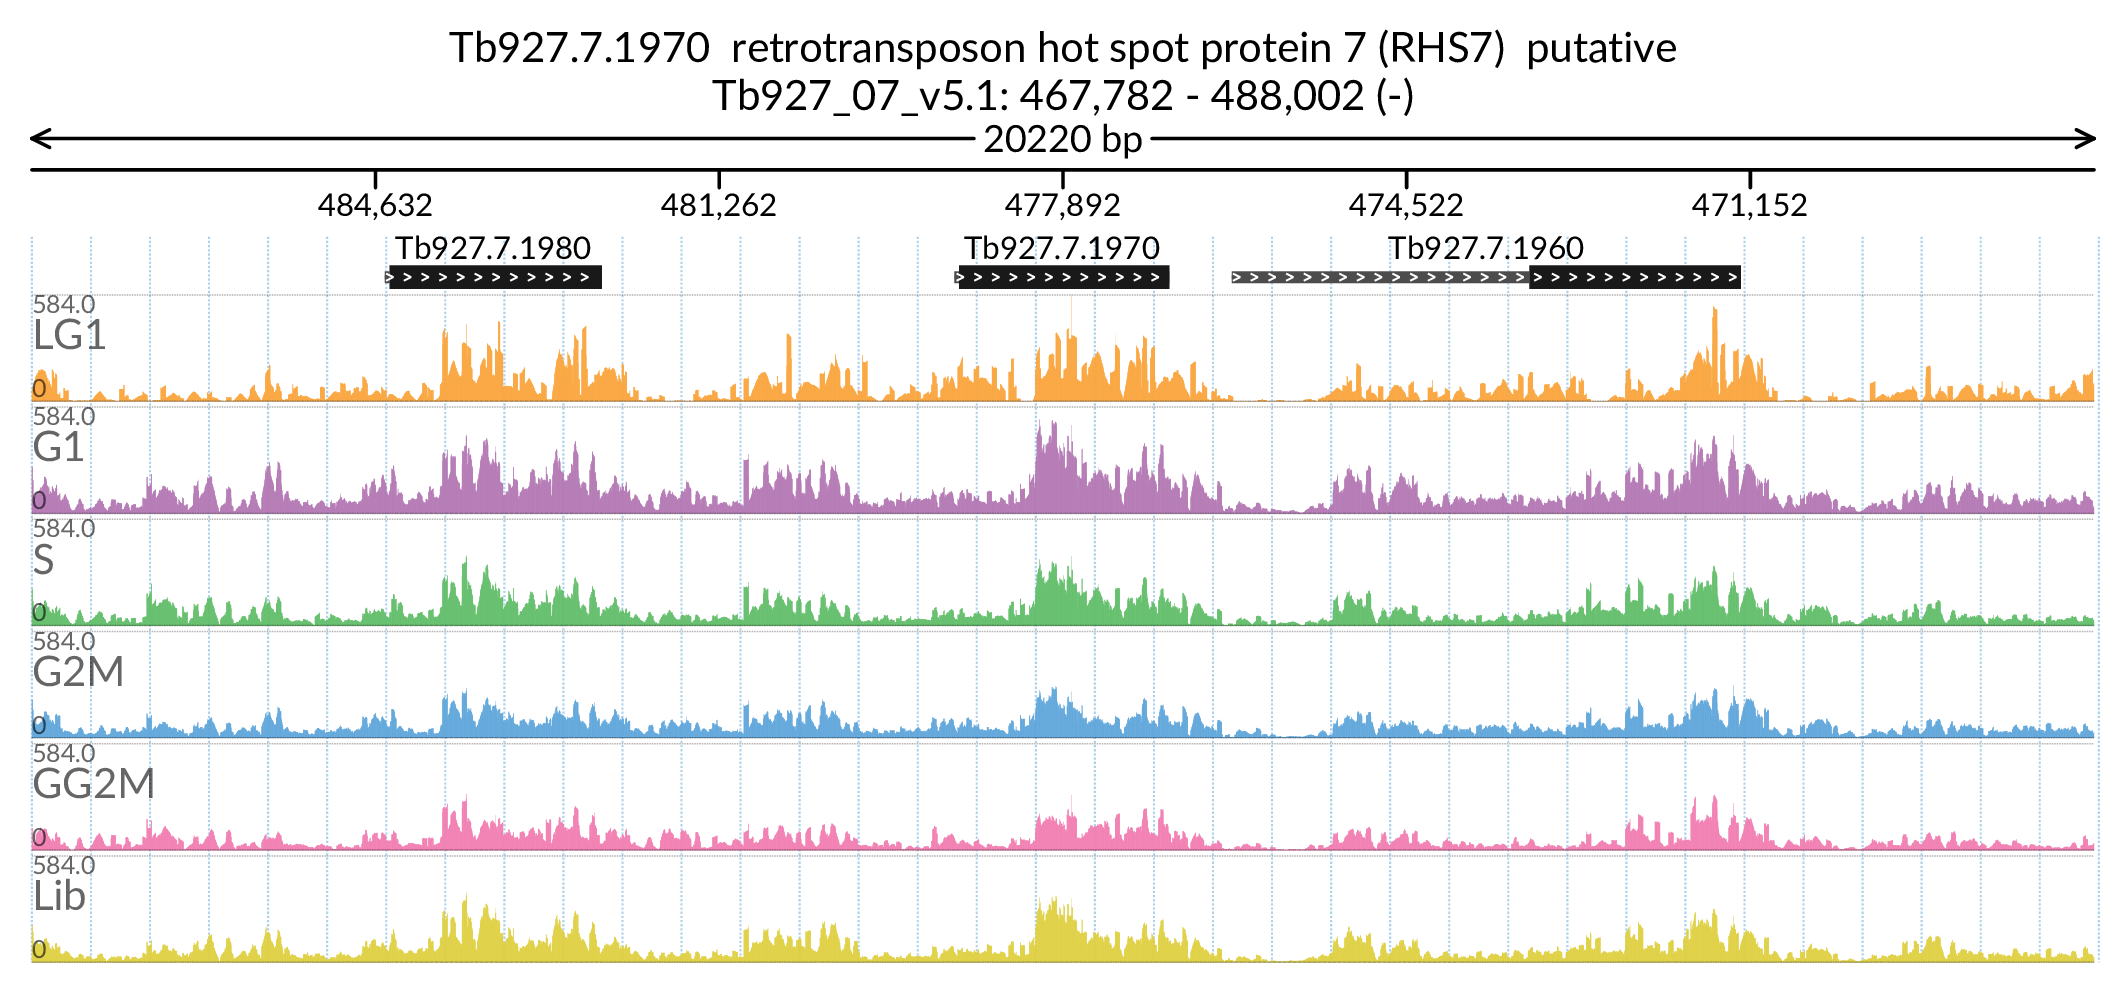 Tb927.7.1970 retrotransposon hot spot protein 7 (RHS7) putative
Tb927_07_v5.1: 467,782 - 488,002 (-)
20220 bp
484,632 481,262 477,892 474,522 471,152
Tb927.7.1980 Tb927.7.1970 Tb927.7.1960
584.0
LG1
0
584.0
G1
0
584.0
S
0
584.0
G2M
0
584.0
GG2M
0
584.0
Lib
0